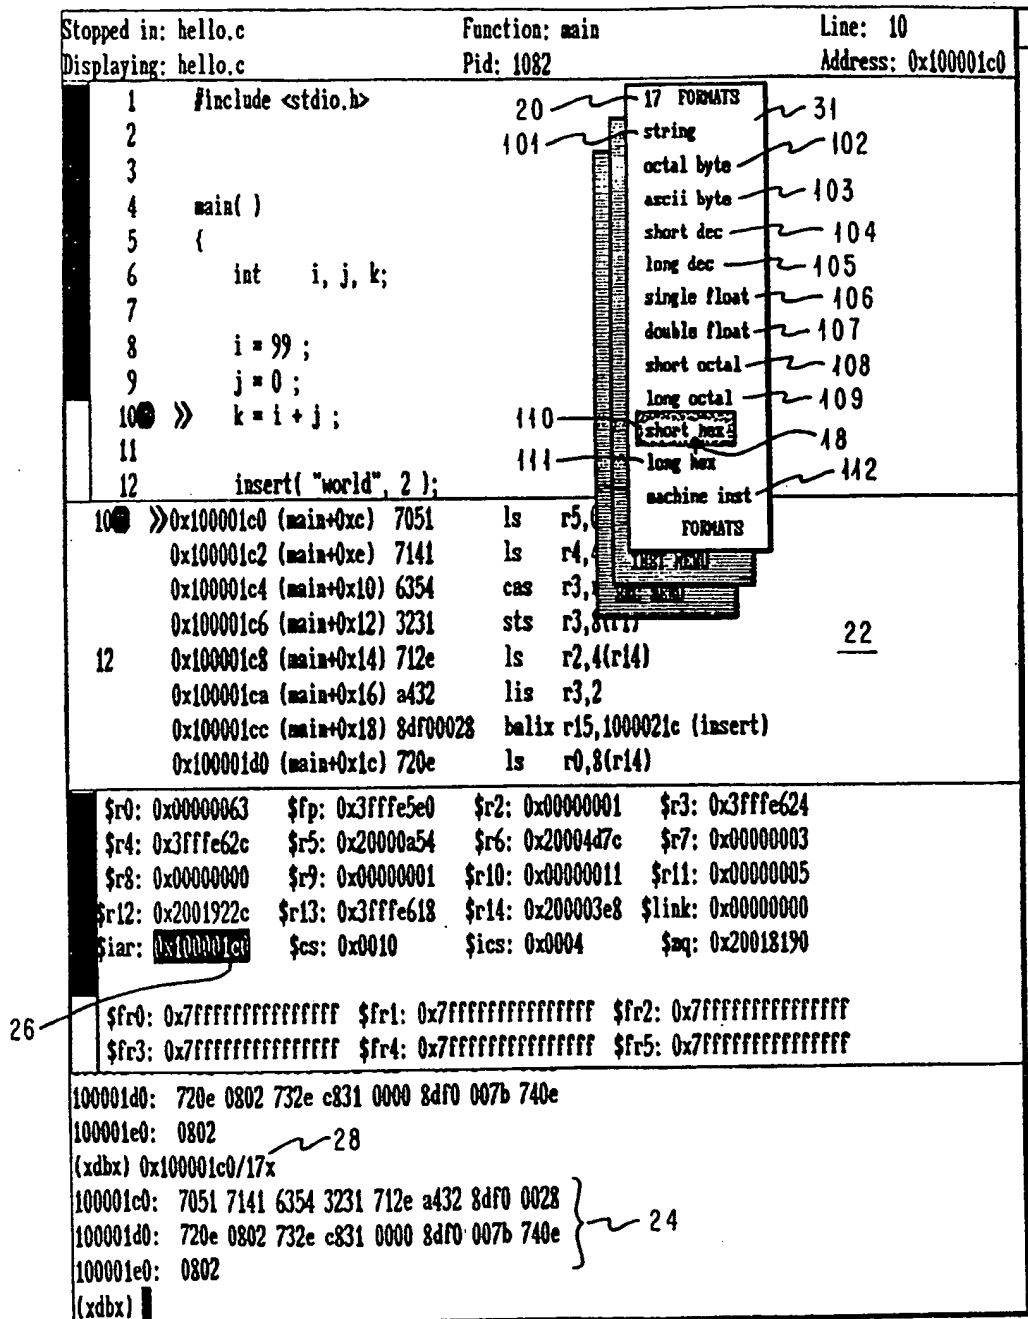 Stopped in: hello.c Function: main Line: 10
Displaying: hello.c Pid: 1082 Address: 0x100001c0
1 #include <stdio.h>
2
3
4 main( )
5 {
6 int i, j, k;
7
8 i = 99 ;
9 j = 0 ;
10 » k = i + j ;
11
12 insert( "world", 2 );
20 17 FORMATS 31
101 string
octal byte 102
ascii byte 103
short dec 104
long dec 105
single float 106
double float 107
short octal 108
long octal 109
110 short hex 18
111 long hex
machine inst 112
FORMATS
INST MENU
MENU
10 »0x100001c0 (main+0xc) 7051 ls r5,
0x100001c2 (main+0xe) 7141 ls r4,
0x100001c4 (main+0x10) 6354 cas r3,
0x100001c6 (main+0x12) 3231 sts r3,8(r1)
12 0x100001c8 (main+0x14) 712e ls r2,4(r14)
0x100001ca (main+0x16) a432 lis r3,2
0x100001cc (main+0x18) 8df00028 balix r15,1000021c (insert)
0x100001d0 (main+0x1c) 720e ls r0,8(r14)
22
$r0: 0x00000063 $fp: 0x3fffe5e0 $r2: 0x00000001 $r3: 0x3fffe624
$r4: 0x3fffe62c $r5: 0x20000a54 $r6: 0x20004d7c $r7: 0x00000003
$r8: 0x00000000 $r9: 0x00000001 $r10: 0x00000011 $r11: 0x00000005
$r12: 0x2001922c $r13: 0x3fffe618 $r14: 0x200003e8 $link: 0x00000000
$iar: 0x100001c0 $cs: 0x0010 $ics: 0x0004 $mq: 0x20018190
26
$fr0: 0x7fffffffffffffff $fr1: 0x7fffffffffffffff $fr2: 0x7fffffffffffffff
$fr3: 0x7fffffffffffffff $fr4: 0x7fffffffffffffff $fr5: 0x7fffffffffffffff
100001d0: 720e 0802 732e c831 0000 8df0 007b 740e
100001e0: 0802
28
(xdbx) 0x100001c0/17x
100001c0: 7051 7141 6354 3231 712e a432 8df0 0028
100001d0: 720e 0802 732e c831 0000 8df0 007b 740e
24
100001e0: 0802
(xdbx)